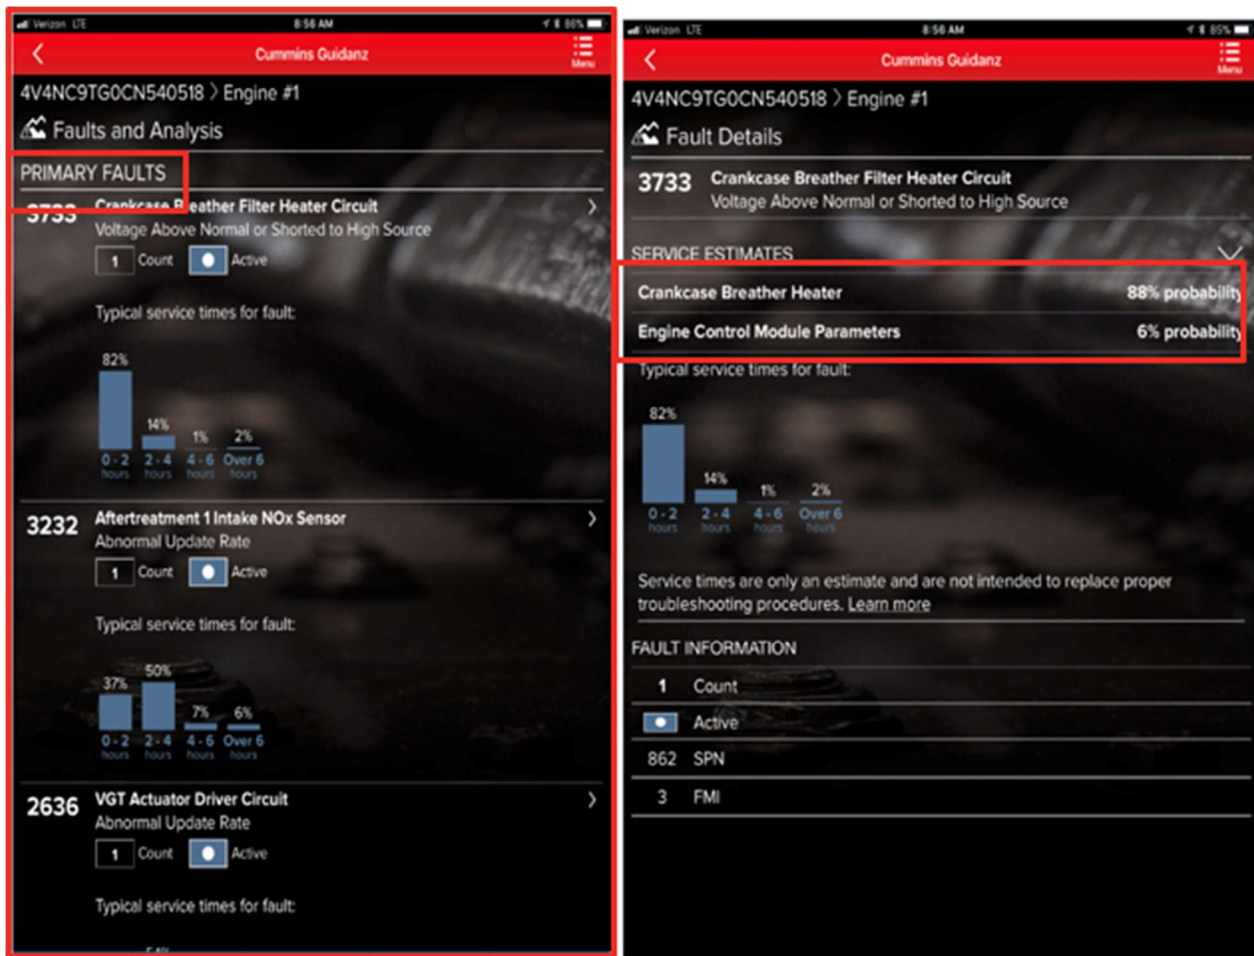 Verizon LTE
8:56 AM
86%
Cummins Guidanz
Menu
4V4NC9TG0CN540518 > Engine #1
Faults and Analysis
PRIMARY FAULTS
3733 Crankcase Breather Filter Heater Circuit
Voltage Above Normal or Shorted to High Source
1 Count Active
Typical service times for fault:
82%
14%
1%
2%
0 - 2 2 - 4 4 - 6 Over 6
hours hours hours hours
3232 Aftertreatment 1 Intake NOx Sensor
Abnormal Update Rate
1 Count Active
Typical service times for fault:
37%
50%
7%
6%
0 - 2 2 - 4 4 - 6 Over 6
hours hours hours hours
2636 VGT Actuator Driver Circuit
Abnormal Update Rate
1 Count Active
Typical service times for fault:
Verizon LTE
8:56 AM
85%
Cummins Guidanz
Menu
4V4NC9TG0CN540518 > Engine #1
Fault Details
3733 Crankcase Breather Filter Heater Circuit
Voltage Above Normal or Shorted to High Source
SERVICE ESTIMATES
Crankcase Breather Heater 88% probability
Engine Control Module Parameters 6% probability
Typical service times for fault:
82%
14%
1%
2%
0 - 2 2 - 4 4 - 6 Over 6
hours hours hours hours
Service times are only an estimate and are not intended to replace proper
troubleshooting procedures. Learn more
FAULT INFORMATION
1 Count
Active
862 SPN
3 FMI